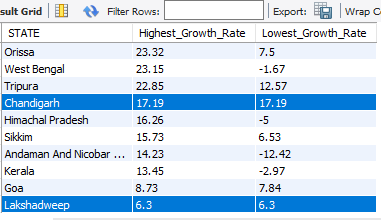 sult Grid Filter Rows: Export: Wrap C
STATE Highest_Growth_Rate Lowest_Growth_Rate
Orissa 23.32 7.5
West Bengal 23.15 -1.67
Tripura 22.85 12.57
Chandigarh 17.19 17.19
Himachal Pradesh 16.26 -5
Sikkim 15.73 6.53
Andaman And Nicobar ... 14.23 -12.42
Kerala 13.45 -2.97
Goa 8.73 7.84
Lakshadweep 6.3 6.3